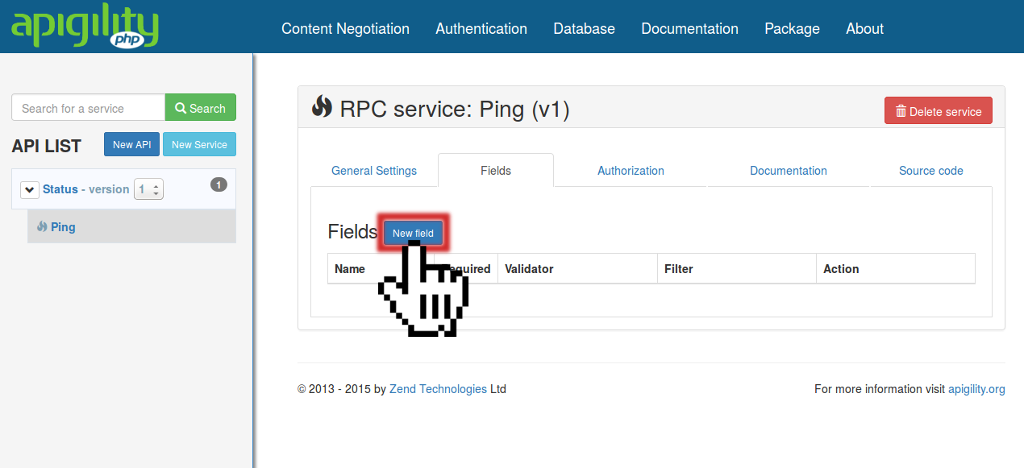 apigility
php
Content Negotiation Authentication Database Documentation Package About
Search for a service Search
API LIST New API New Service
Status - version 1 1
Ping
RPC service: Ping (v1) Delete service
General Settings Fields Authorization Documentation Source code
Fields New field
Name equired Validator Filter Action
© 2013 - 2015 by Zend Technologies Ltd For more information visit apigility.org